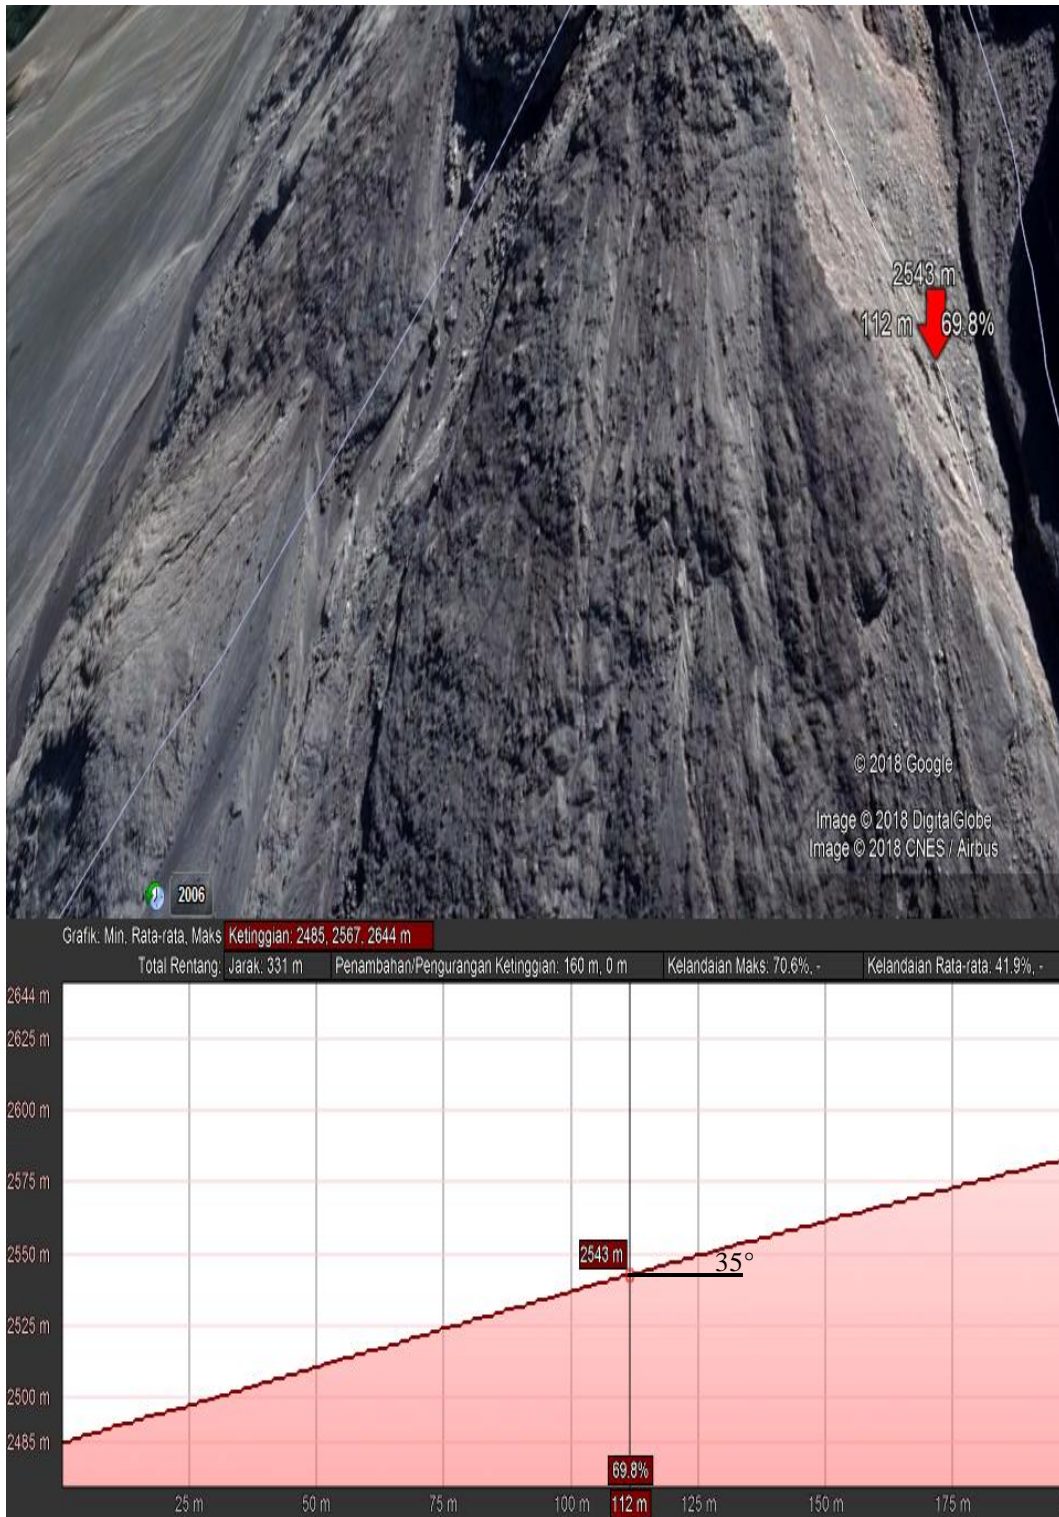 2543 m
112 m 69.8%
© 2018 Google
Image © 2018 DigitalGlobe
Image © 2018 CNES / Airbus
2006
Grafik: Min, Rata-rata, Maks Ketinggian: 2485, 2567, 2644 m
Total Rentang: Jarak: 331 m Penambahan/Pengurangan Ketinggian: 160 m, 0 m Kelandaian Maks: 70.6%, - Kelandaian Rata-rata: 41.9%, -
2644 m
2625 m
2600 m
2575 m
2550 m
2543 m
35°
2525 m
2500 m
2485 m
69.8%
25 m 50 m 75 m 100 m 112 m 125 m 150 m 175 m